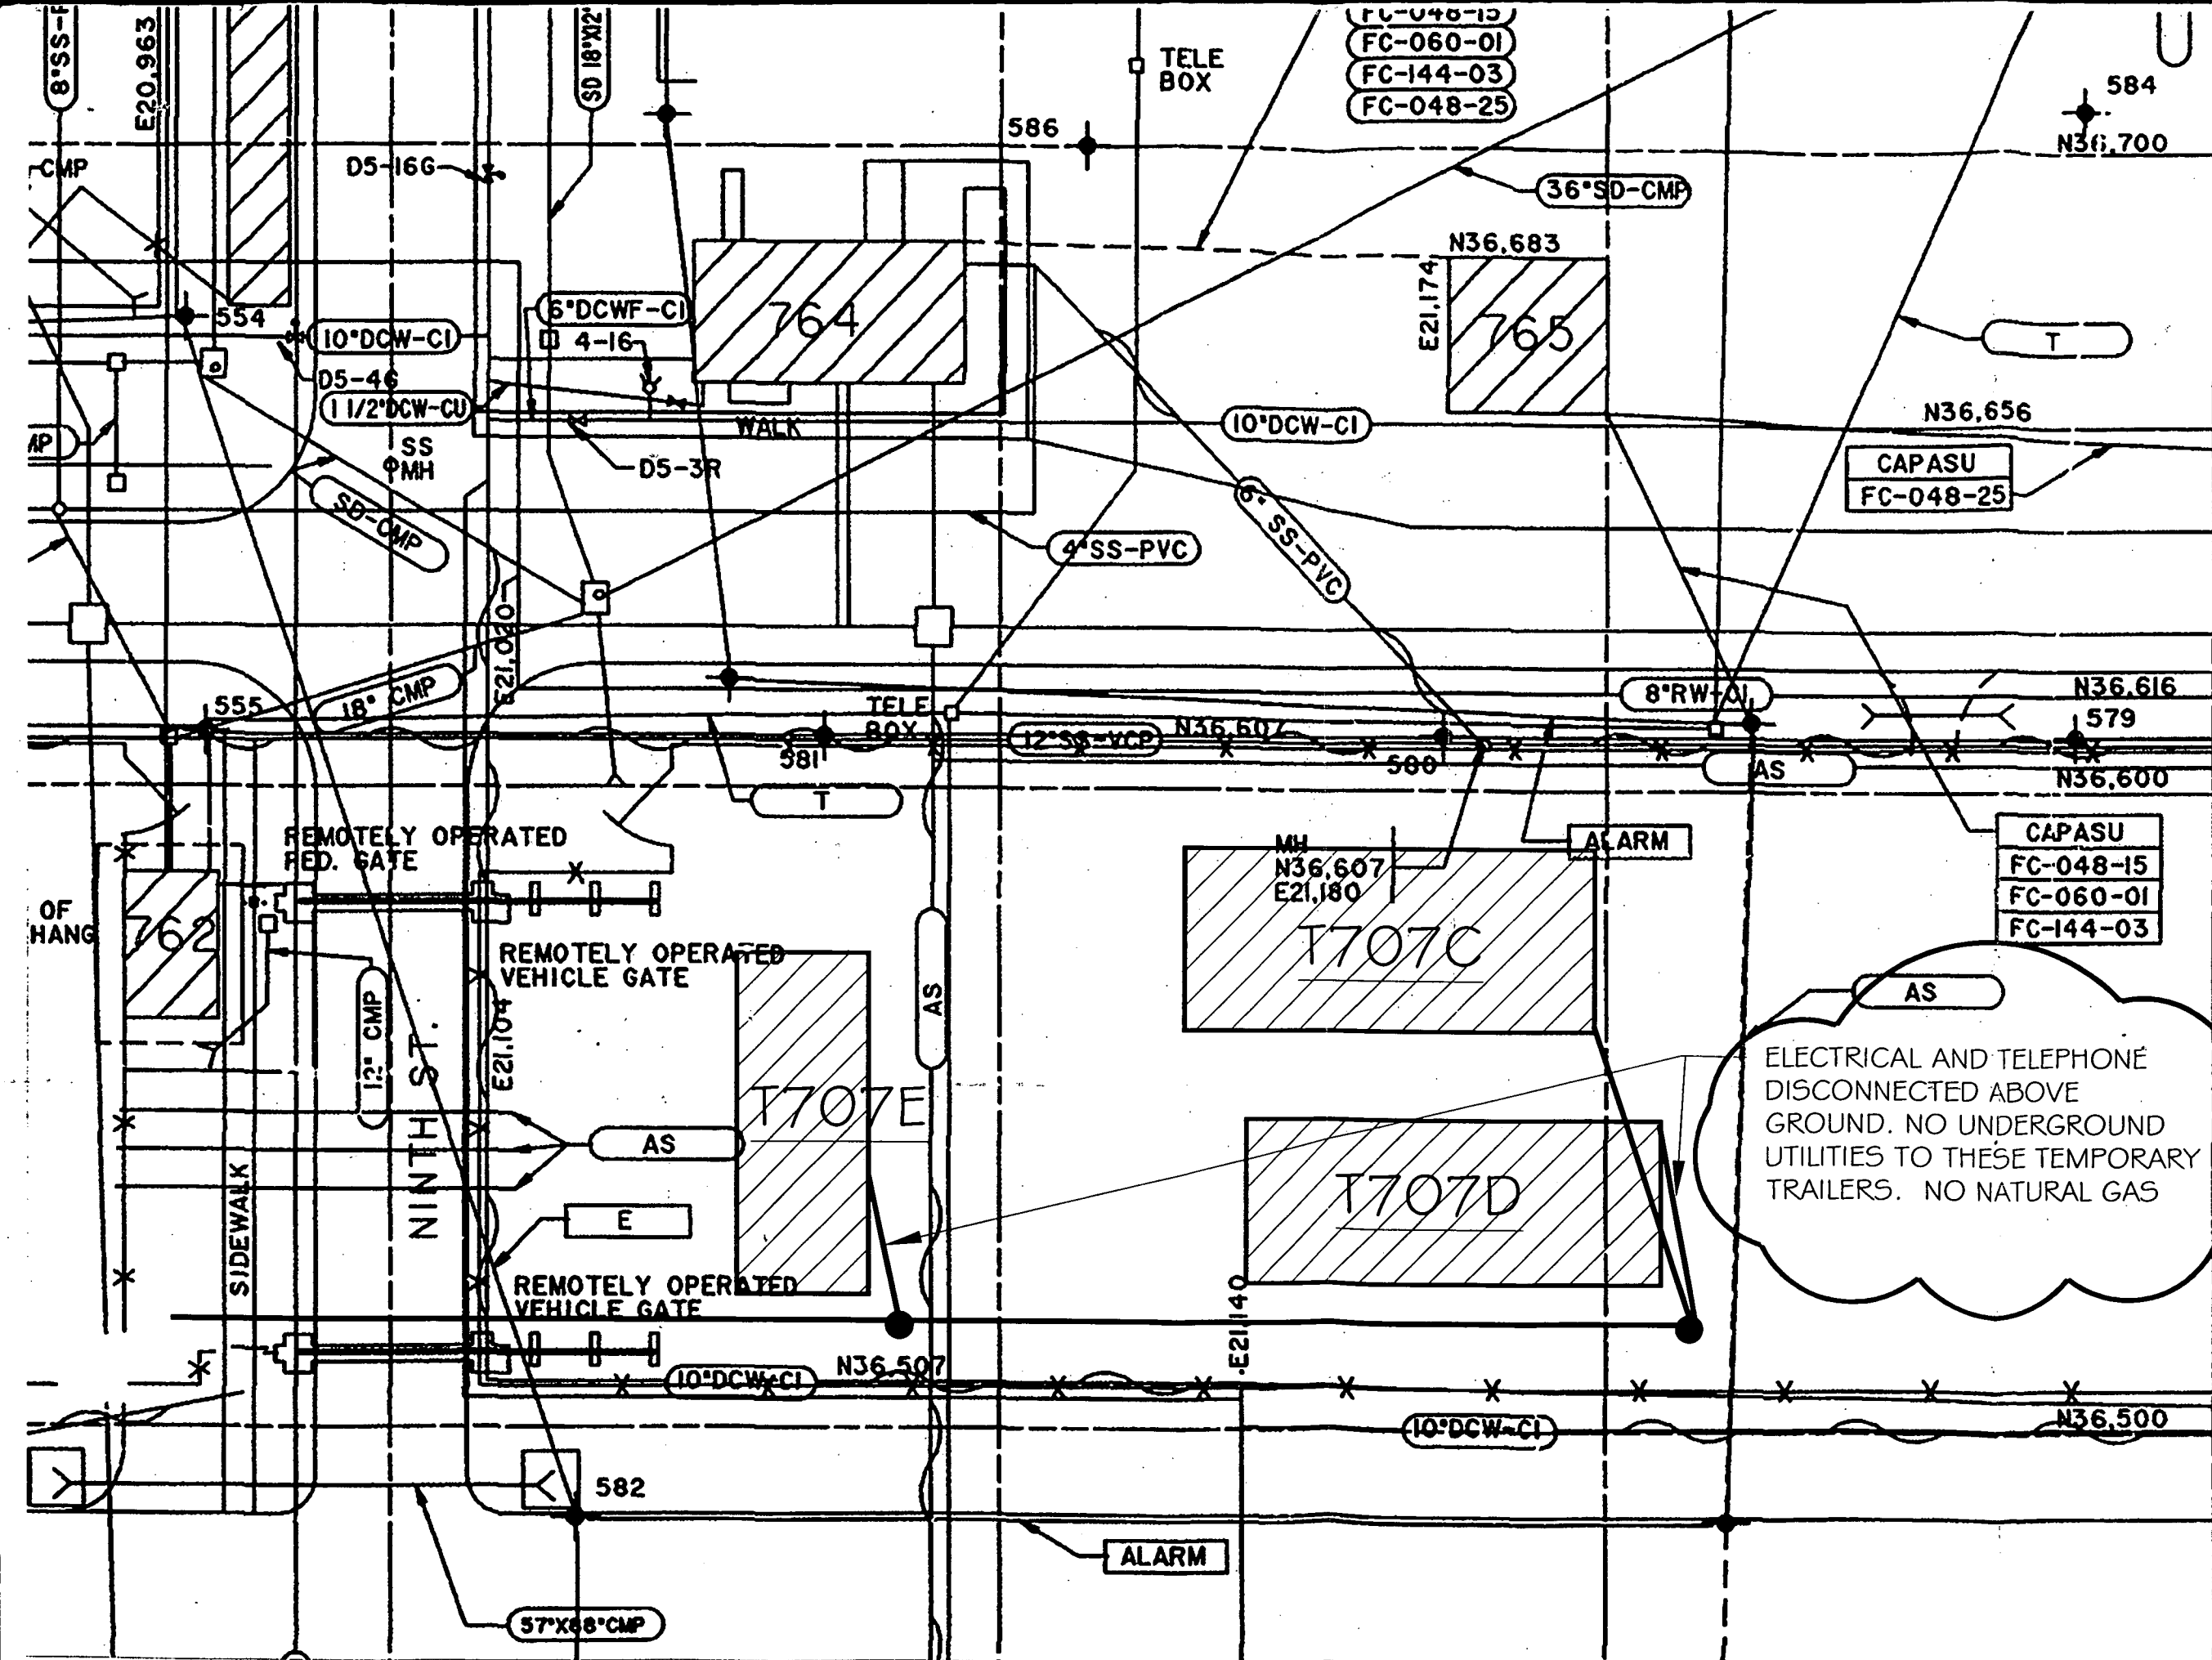 8"SS-
E20,963
SD 18"X12"
TELE
BOX
FC-048-15
FC-060-01
FC-144-03
FC-048-25
584
N36,700
586
CMP
D5-16G
36"SD-CMP
N36,683
E21,174
554
6"DCWF-CI
764
765
T
10"DCW-CI
4-16
D5-4G
1 1/2"DCW-CU
WALK
10"DCW-CI
N36,656
MP
SS
MH
D5-3R
CAPASU
FC-048-25
SD-CMP
4"SS-PVC
6" SS-PVC
E21,020
18" CMP
555
TELE
BOX
8"RW-CI
N36,616
579
12"SS-VCP
N36,607
581
580
AS
N36,600
T
REMOTELY OPERATED
PED. GATE
MH
N36,607
E21,180
ALARM
CAPASU
FC-048-15
FC-060-01
FC-144-03
OF
HANG
762
REMOTELY OPERATED
VEHICLE GATE
T707C
AS
AS
12" CMP
NINTH ST.
E21,104
T707E
ELECTRICAL AND TELEPHONE
DISCONNECTED ABOVE
GROUND. NO UNDERGROUND
UTILITIES TO THESE TEMPORARY
TRAILERS. NO NATURAL GAS
AS
SIDEWALK
E
T707D
REMOTELY OPERATED
VEHICLE GATE
E21,140
10"DCW-CI
N36,507
10"DCW-CI
N36,500
582
ALARM
57"X88"CMP